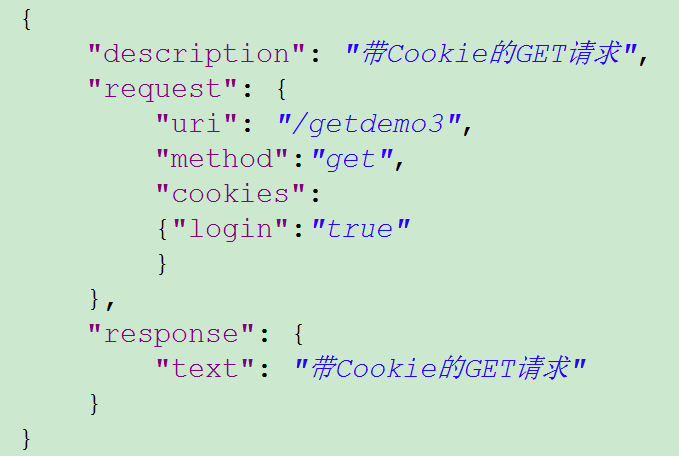 {
    "description": "带Cookie的GET请求",
    "request": {
        "uri": "/getdemo3",
        "method":"get",
        "cookies":
        {"login":"true"
        }
    },
    "response": {
        "text": "带Cookie的GET请求"
    }
}